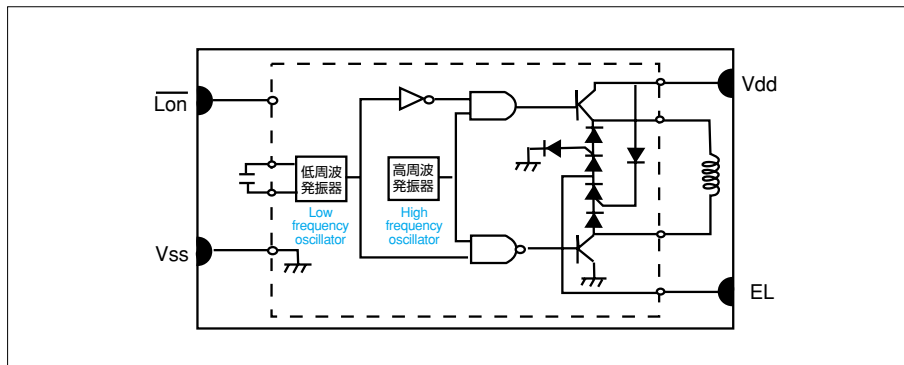 Lon
Vdd
低周波
発振器
高周波
発振器
Low
frequency
oscillator
High
frequency
oscillator
Vss
EL